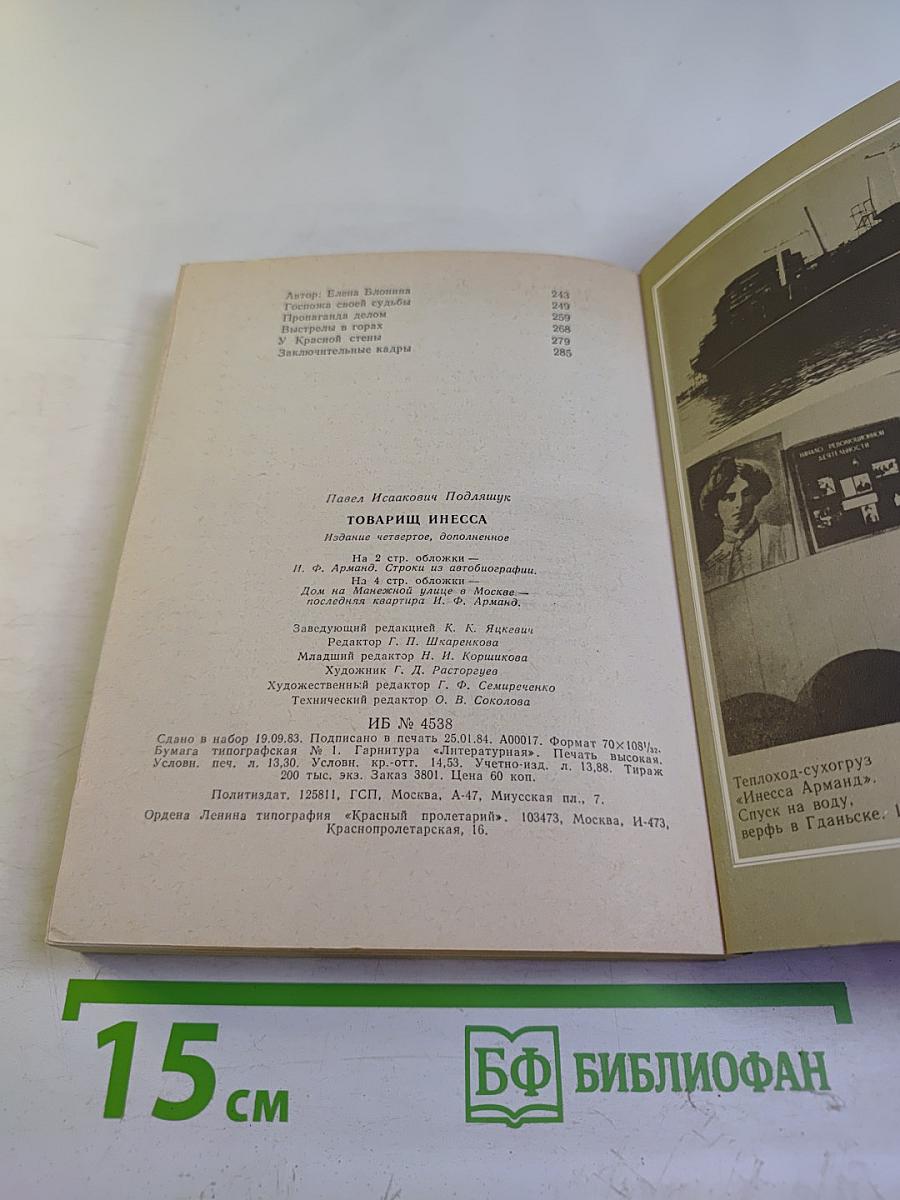 Автор: Елена Блонина 243
Госпожа своей судьбы 249
Пропаганда делом 259
Выстрелы в горах 268
У Красной стены 279
Заключительные кадры 285
Павел Исаакович Подлящук
ТОВАРИЩ ИНЕССА
Издание четвертое, дополненное
На 2 стр. обложки —
И. Ф. Арманд. Строки из автобиографии.
На 4 стр. обложки —
Дом на Манежной улице в Москве —
последняя квартира И. Ф. Арманд.
Заведующий редакцией К. К. Яцкевич
Редактор Г. П. Шкаренкова
Младший редактор Н. И. Коршикова
Художник Г. Д. Расторгуев
Художественный редактор Г. Ф. Семиреченко
Технический редактор О. В. Соколова
ИБ № 4538
Сдано в набор 19.09.83. Подписано в печать 25.01.84. А00017. Формат 70×108¹/₃₂.
Бумага типографская № 1. Гарнитура «Литературная». Печать высокая.
Условн. печ. л. 13,30. Условн. кр.-отт. 14,53. Учетно-изд. л. 13,88. Тираж
200 тыс. экз. Заказ 3801. Цена 60 коп.
Политиздат. 125811, ГСП, Москва, А-47, Миусская пл., 7.
Ордена Ленина типография «Красный пролетарий». 103473, Москва, И-473,
Краснопролетарская, 16.
НАЧАЛО РЕВОЛЮЦИОННОЙ
ДЕЯТЕЛЬНОСТИ
Теплоход-сухогруз
«Инесса Арманд».
Спуск на воду,
верфь в Гданьске.
15 см
БФ БИБЛИОФАН